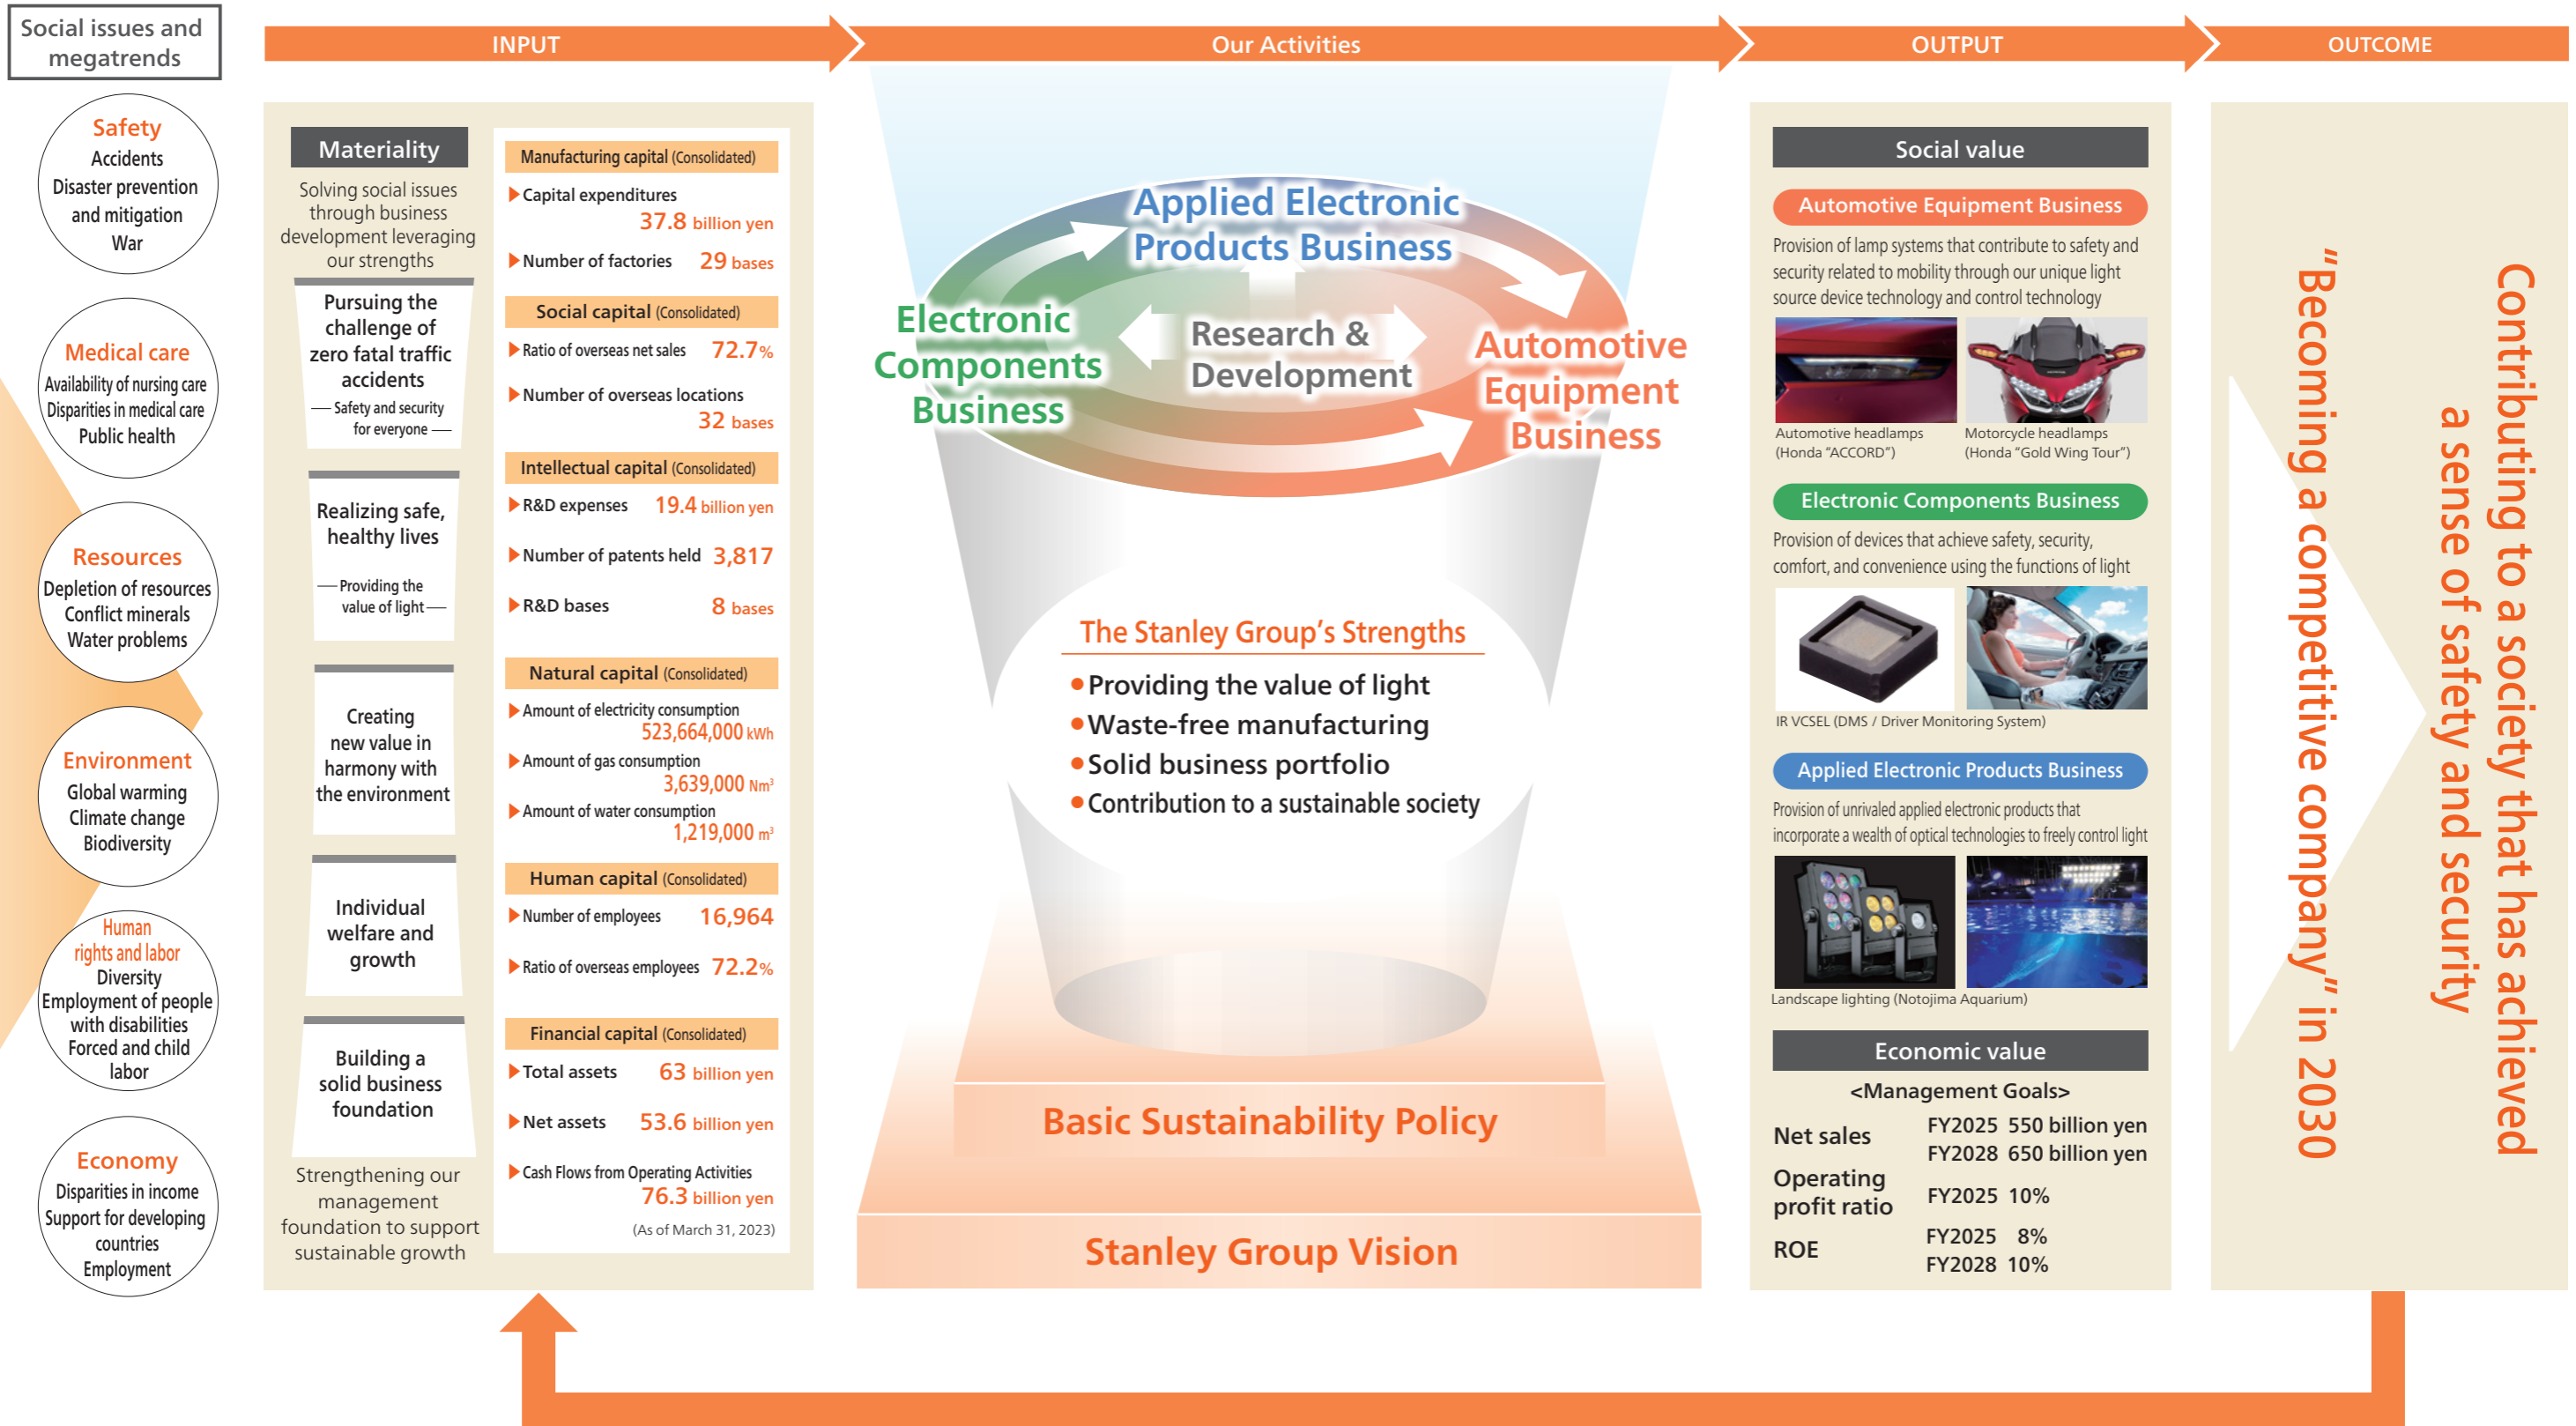 Social issues and
megatrends
INPUT
Our Activities
OUTPUT
OUTCOME
Safety
Accidents
Disaster prevention
and mitigation
War
Medical care
Availability of nursing care
Disparities in medical care
Public health
Resources
Depletion of resources
Conflict minerals
Water problems
Environment
Global warming
Climate change
Biodiversity
Human
rights and labor
Diversity
Employment of people
with disabilities
Forced and child
labor
Economy
Disparities in income
Support for developing
countries
Employment
Materiality
Solving social issues
through business
development leveraging
our strengths
Pursuing the
challenge of
zero fatal traffic
accidents
— Safety and security
for everyone —
Realizing safe,
healthy lives
— Providing the
value of light —
Creating
new value in
harmony with
the environment
Individual
welfare and
growth
Building a
solid business
foundation
Strengthening our
management
foundation to support
sustainable growth
Manufacturing capital (Consolidated)
Capital expenditures
37.8 billion yen
Number of factories 29 bases
Social capital (Consolidated)
Ratio of overseas net sales 72.7%
Number of overseas locations
32 bases
Intellectual capital (Consolidated)
R&D expenses 19.4 billion yen
Number of patents held 3,817
R&D bases 8 bases
Natural capital (Consolidated)
Amount of electricity consumption
523,664,000 kWh
Amount of gas consumption
3,639,000 Nm³
Amount of water consumption
1,219,000 m³
Human capital (Consolidated)
Number of employees 16,964
Ratio of overseas employees 72.2%
Financial capital (Consolidated)
Total assets 63 billion yen
Net assets 53.6 billion yen
Cash Flows from Operating Activities
76.3 billion yen
(As of March 31, 2023)
Applied Electronic
Products Business
Electronic
Components
Business
Research &
Development
Automotive
Equipment
Business
The Stanley Group's Strengths
• Providing the value of light
• Waste-free manufacturing
• Solid business portfolio
• Contribution to a sustainable society
Basic Sustainability Policy
Stanley Group Vision
Social value
Automotive Equipment Business
Provision of lamp systems that contribute to safety and
security related to mobility through our unique light
source device technology and control technology
Automotive headlamps
(Honda “ACCORD”)
Motorcycle headlamps
(Honda “Gold Wing Tour”)
Electronic Components Business
Provision of devices that achieve safety, security,
comfort, and convenience using the functions of light
IR VCSEL (DMS / Driver Monitoring System)
Applied Electronic Products Business
Provision of unrivaled applied electronic products that
incorporate a wealth of optical technologies to freely control light
Landscape lighting (Notojima Aquarium)
Economic value
<Management Goals>
Net sales
FY2025 550 billion yen
FY2028 650 billion yen
Operating
profit ratio
FY2025 10%
ROE
FY2025 8%
FY2028 10%
Contributing to a society that has achieved
a sense of safety and security
“Becoming a competitive company” in 2030